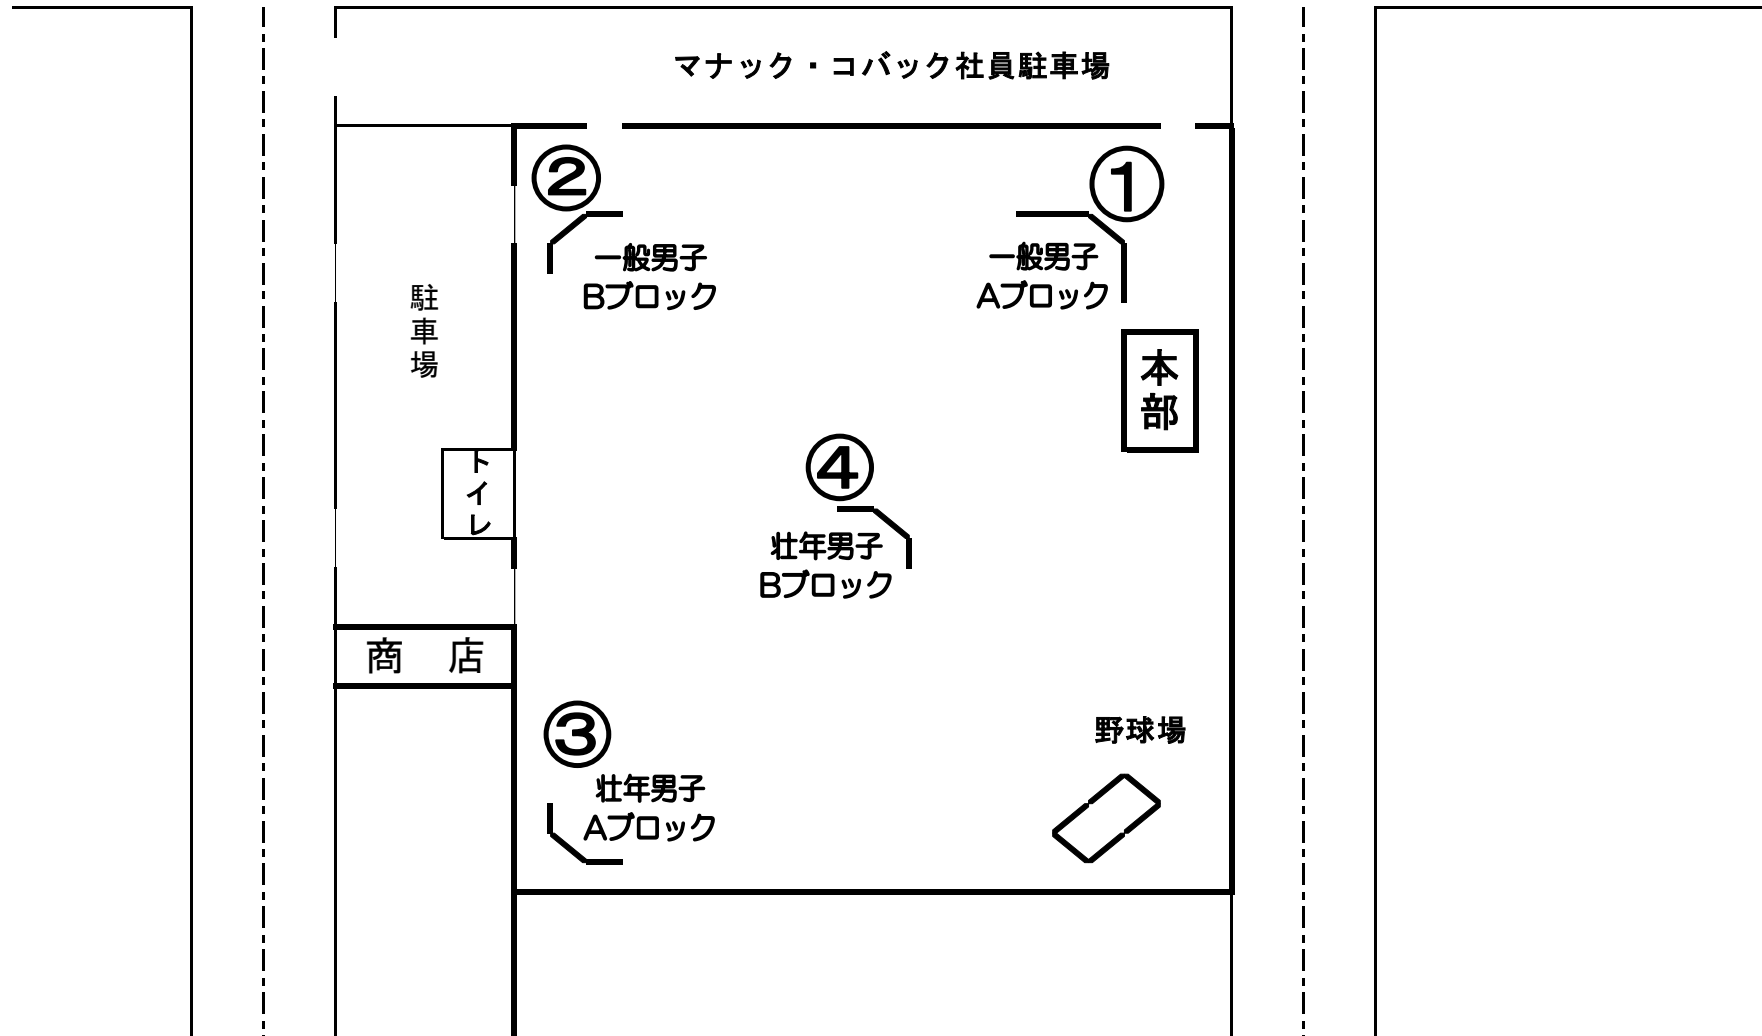 マナック・コバック社員駐車場
②
①
一般男子
Bブロック
一般男子
Aブロック
駐車場
本部
④
トイレ
壮年男子
Bブロック
商 店
③
野球場
壮年男子
Aブロック